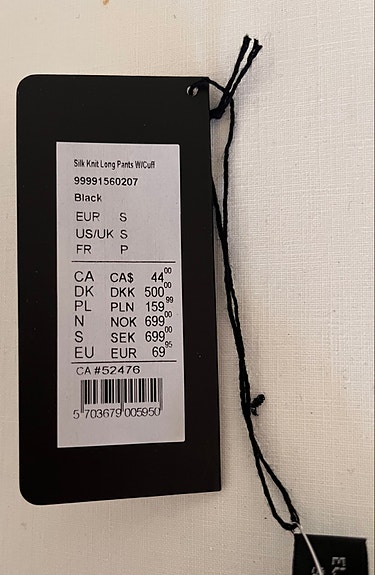 Silk Knit Long Pants W/Cuff
99991560207
Black
EUR S
US/UK S
FR P
CA CA$ 44 00
DK DKK 500 00
PL PLN 159 99
N NOK 699 00
S SEK 699 00
EU EUR 69 95
CA #52476
5 703679 005950